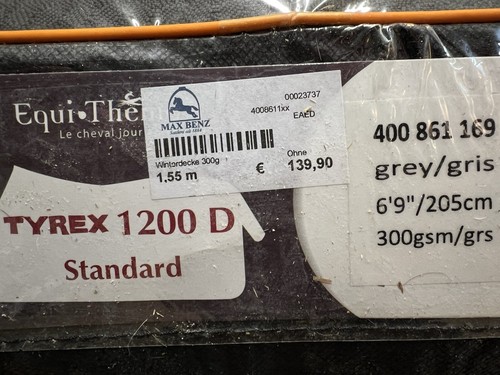 Equi•Thè
Le cheval jour
MAX BENZ
00023737
4008611xx
EAED
Winterdecke 300g
1,55 m
€
Ohne
139,90
TYREX 1200 D
Standard
400 861 169
grey/gris
6'9"/205cm
300gsm/grs